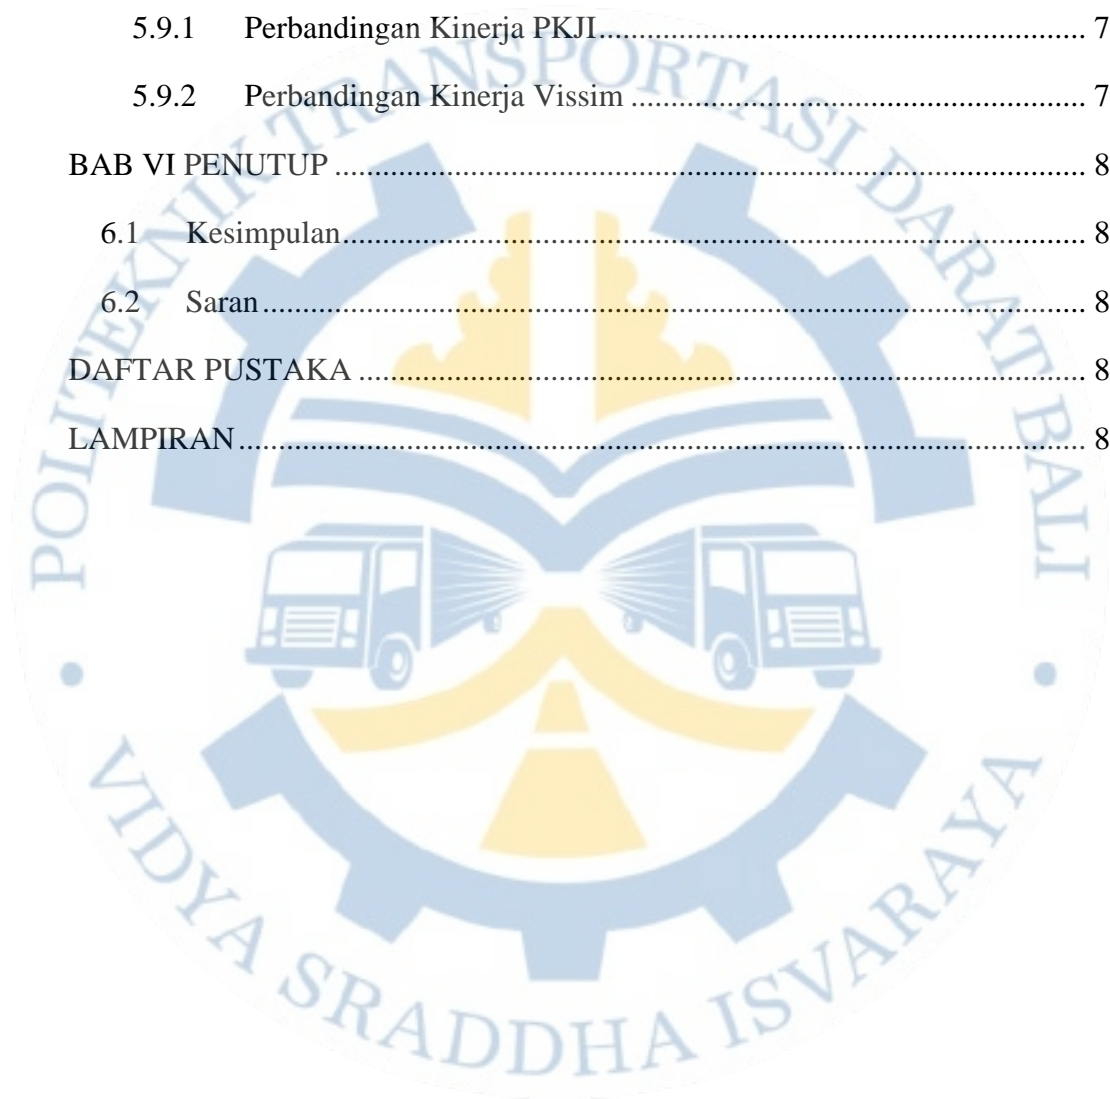 5.9.1 Perbandingan Kinerja PKJI........................................................ 7
5.9.2 Perbandingan Kinerja Vissim .................................................... 7
BAB VI PENUTUP ........................................................................... 8
6.1 Kesimpulan................................................................................. 8
6.2 Saran ......................................................................................... 8
DAFTAR PUSTAKA ......................................................................... 8
LAMPIRAN....................................................................................... 8
POLITEKNIK TRANSPORTASI DARAT BALI
• VIDYA SRADDHA ISVARAYA •